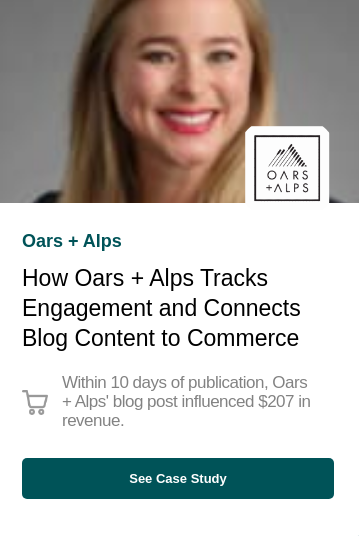 OARS
+ALPS
Oars + Alps
How Oars + Alps Tracks
Engagement and Connects
Blog Content to Commerce
Within 10 days of publication, Oars
+ Alps' blog post influenced $207 in
revenue.
See Case Study